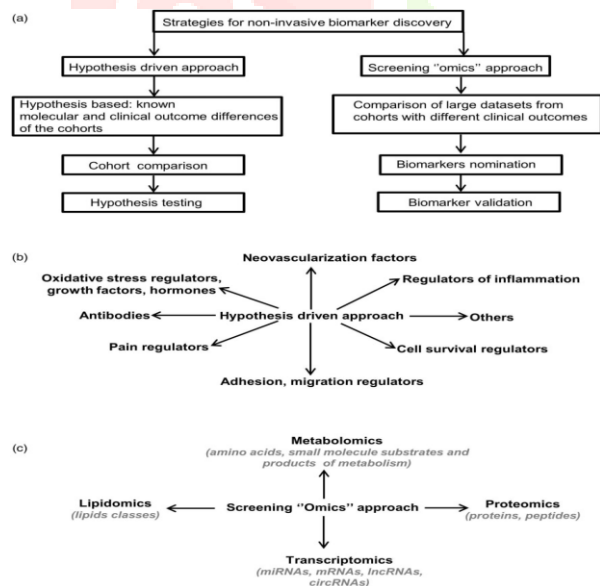 (a)
Strategies for non-invasive biomarker discovery
Hypothesis driven approach
Screening "omics" approach
Hypothesis based: known
molecular and clinical outcome differences
of the cohorts
Comparison of large datasets from
cohorts with different clinical outcomes
Cohort comparison
Biomarkers nomination
Hypothesis testing
Biomarker validation
(b)
Neovascularization factors
Oxidative stress regulators,
growth factors, hormones
Regulators of inflammation
Antibodies
Hypothesis driven approach
Others
Pain regulators
Cell survival regulators
Adhesion, migration regulators
(c)
Metabolomics
(amino acids, small molecule substrates and
products of metabolism)
Lipidomics
(lipids classes)
Screening "Omics" approach
Proteomics
(proteins, peptides)
Transcriptomics
(miRNAs, mRNAs, lncRNAs,
circRNAs)